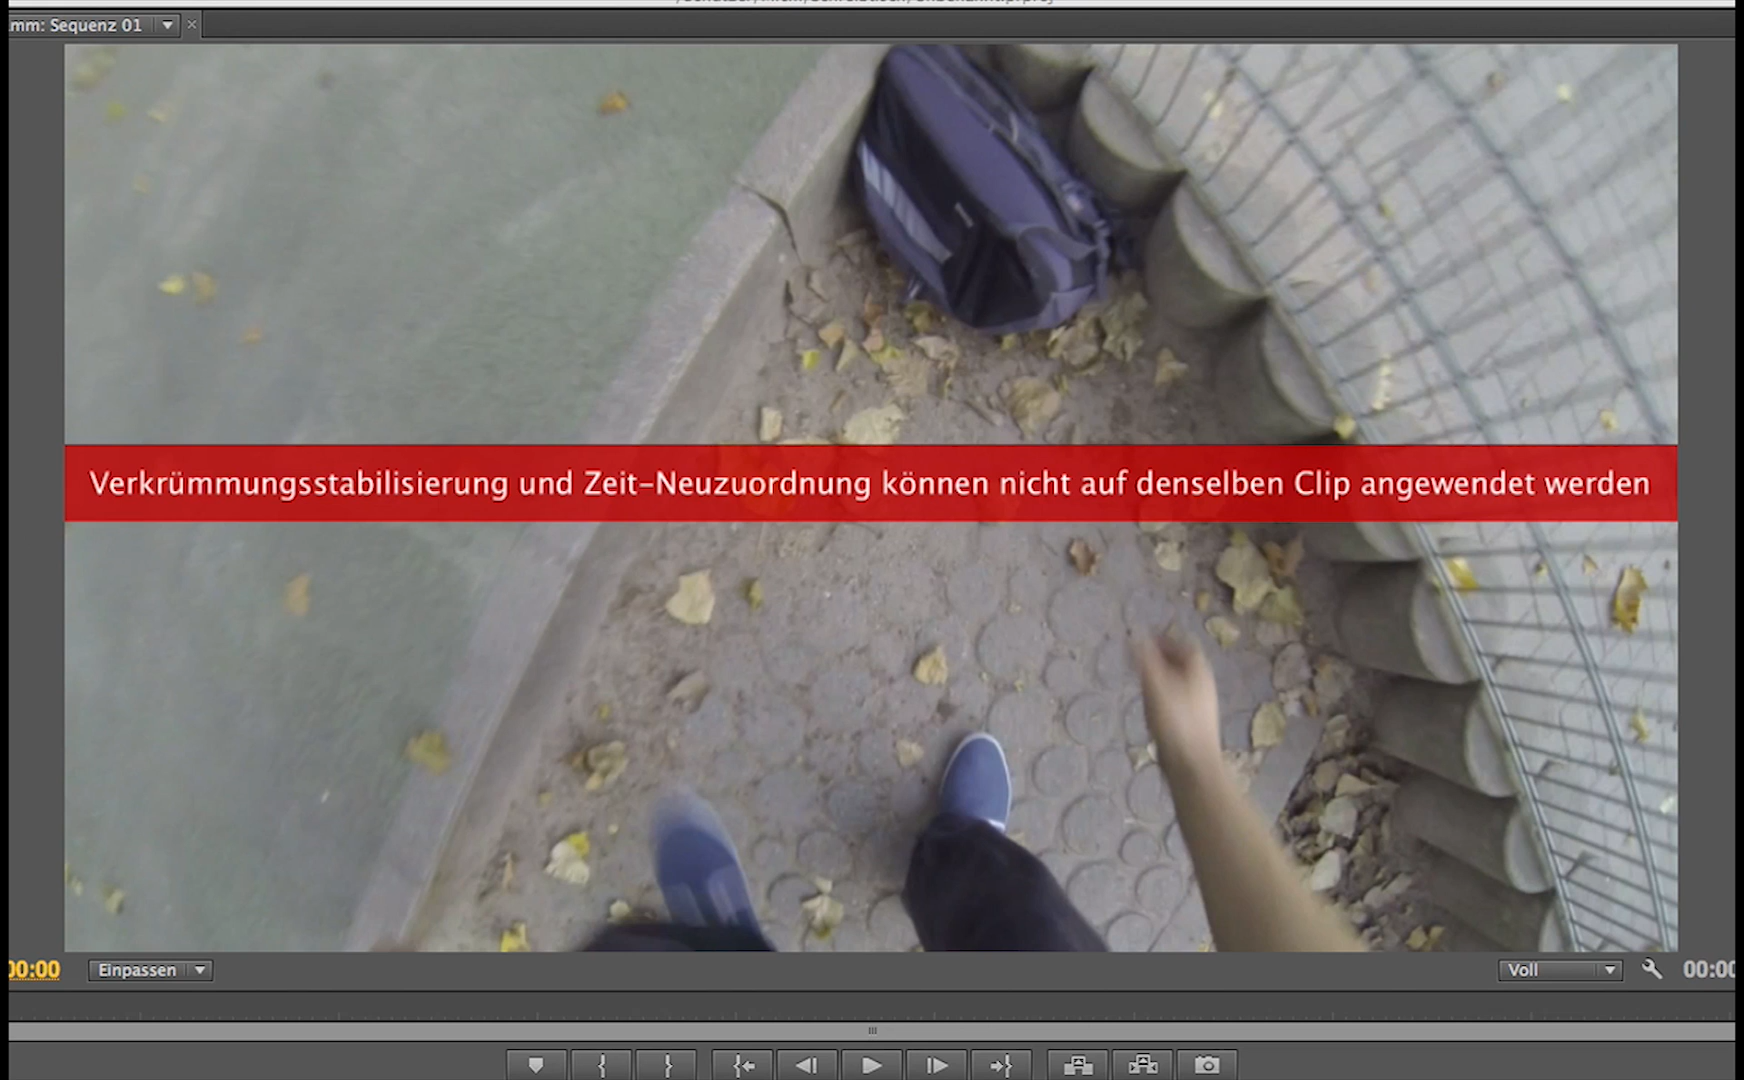 mm: Sequenz 01
Verkrümmungsstabilisierung und Zeit-Neuzuordnung können nicht auf denselben Clip angewendet werden
00:00
Einpassen
Voll
00:00